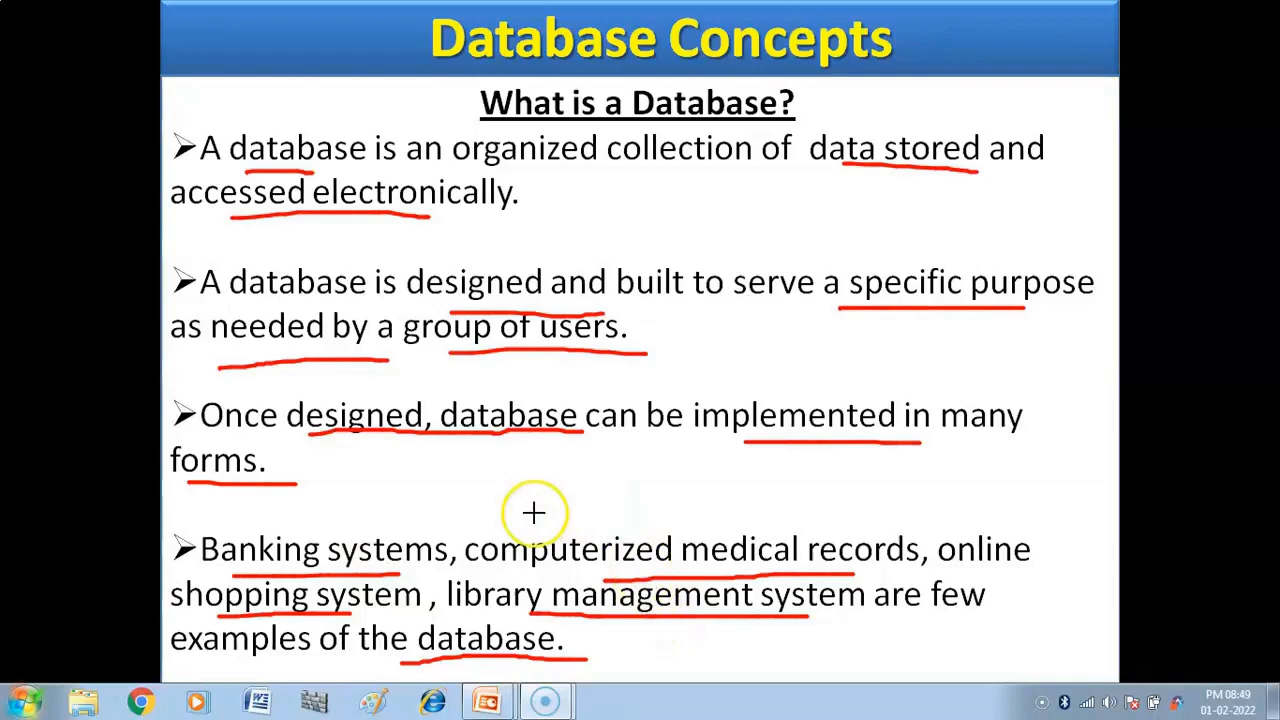 Database Concepts
What is a Database?
➢A database is an organized collection of data stored and
accessed electronically.
➢A database is designed and built to serve a specific purpose
as needed by a group of users.
➢Once designed, database can be implemented in many
forms.
➢Banking systems, computerized medical records, online
shopping system , library management system are few
examples of the database.
PM 08:49
01-02-2022